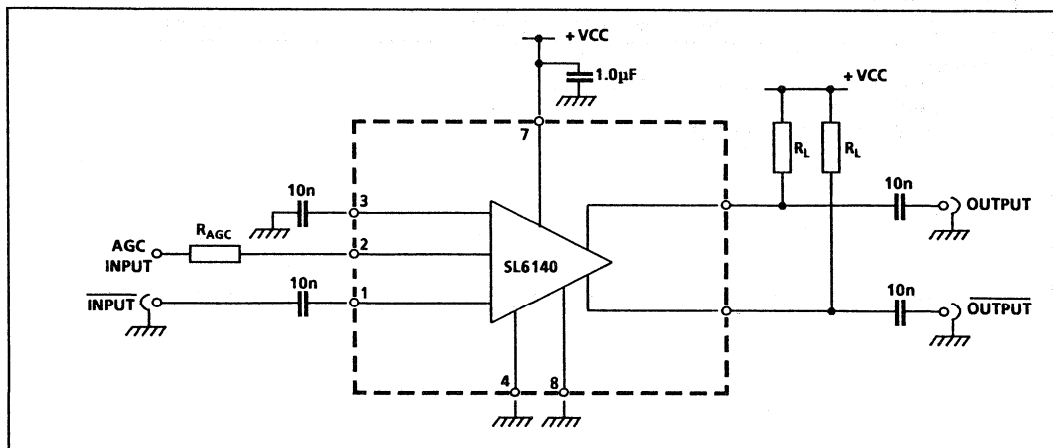 + VCC
1.0µF
+ VCC
7
R_L
R_L
10n
3
10n
OUTPUT
R_AGC
2
AGC
INPUT
SL6140
10n
1
INPUT
10n
OUTPUT
4
8